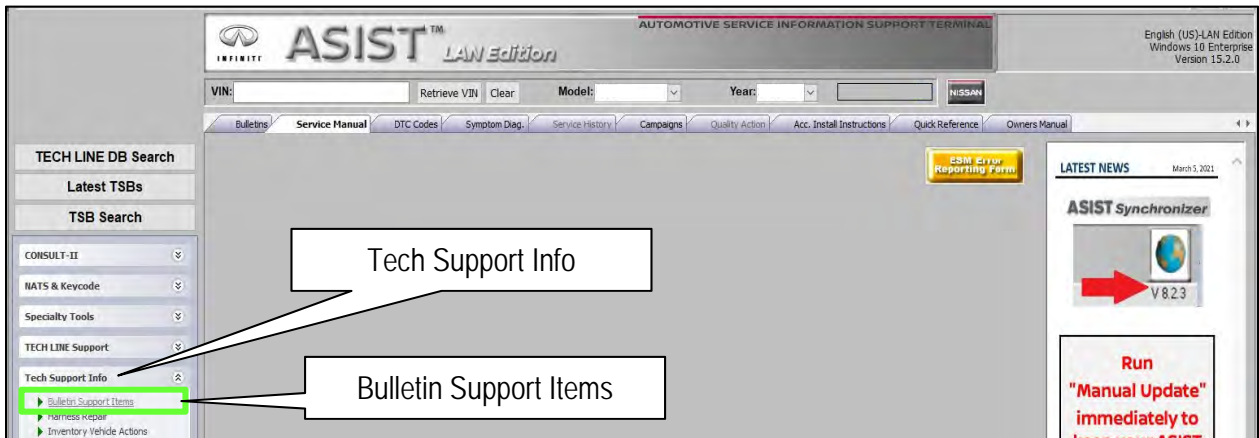 INFINITI
ASIST™ LAN Edition
AUTOMOTIVE SERVICE INFORMATION SUPPORT TERMINAL
English (US)-LAN Edition
Windows 10 Enterprise
Version 15.2.0
VIN: Retrieve VIN Clear Model: Year: NISSAN
Bulletins Service Manual DTC Codes Symptom Diag. Service History Campaigns Quality Action Acc. Install Instructions Quick Reference Owners Manual
TECH LINE DB Search
Latest TSBs
TSB Search
CONSULT-II
NATS & Keycode
Specialty Tools
TECH LINE Support
Tech Support Info
Bulletin Support Items
Harness Repair
Inventory Vehicle Actions
Tech Support Info
Bulletin Support Items
ESM Error
Reporting Form
LATEST NEWS March 5, 2021
ASIST Synchronizer
V 8.2.3
Run
"Manual Update"
immediately to
keep your ASIST